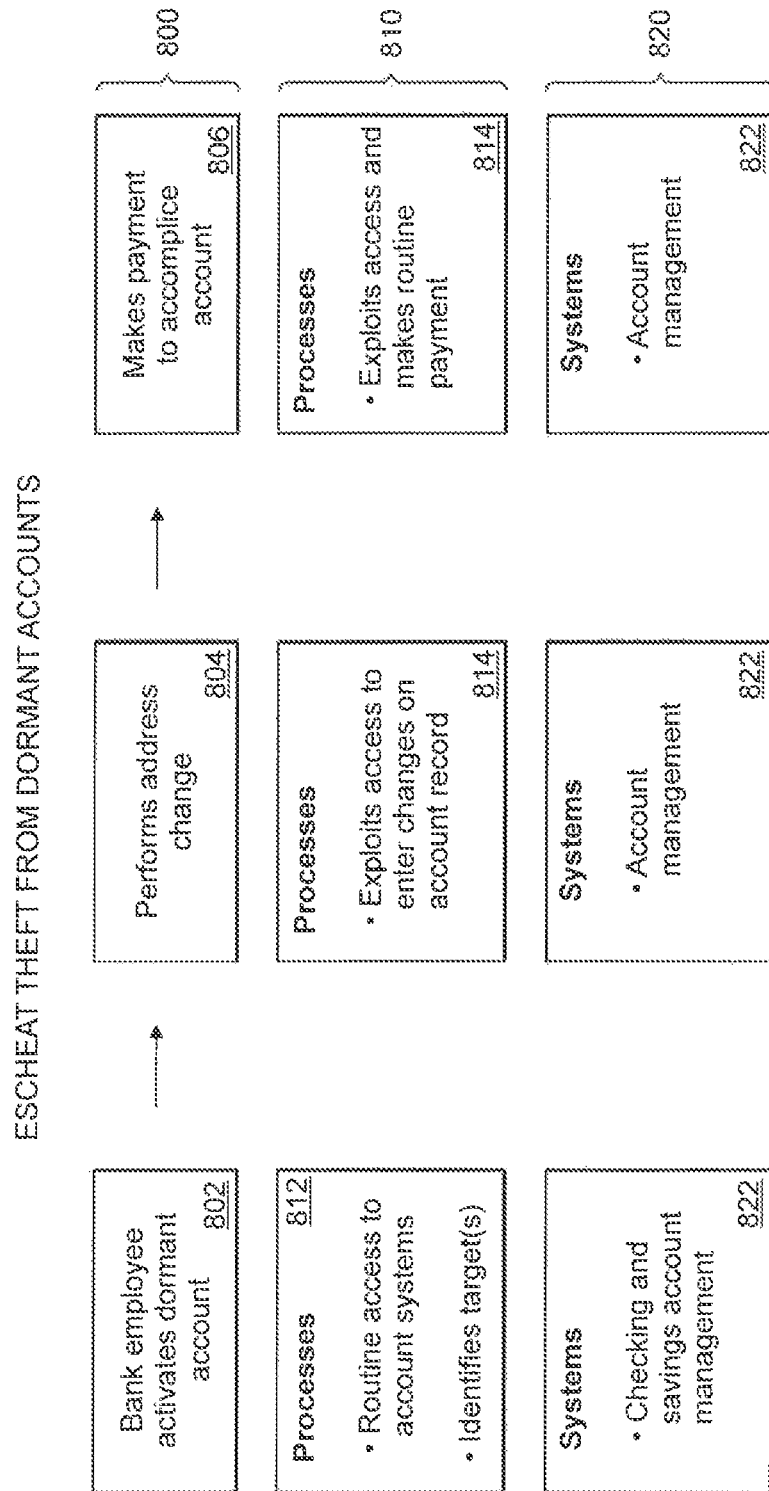 ESCHEAT THEFT FROM DORMANT ACCOUNTS
Bank employee
activates dormant
account
802
Performs address
change
804
Makes payment
to accomplice
account
806
800
812
Processes
• Routine access to
account systems
• Identifies target(s)
Processes
• Exploits access to
enter changes on
account record
814
Processes
• Exploits access and
makes routine
payment
814
810
Systems
• Checking and
savings account
management
822
Systems
• Account
management
822
Systems
• Account
management
822
820